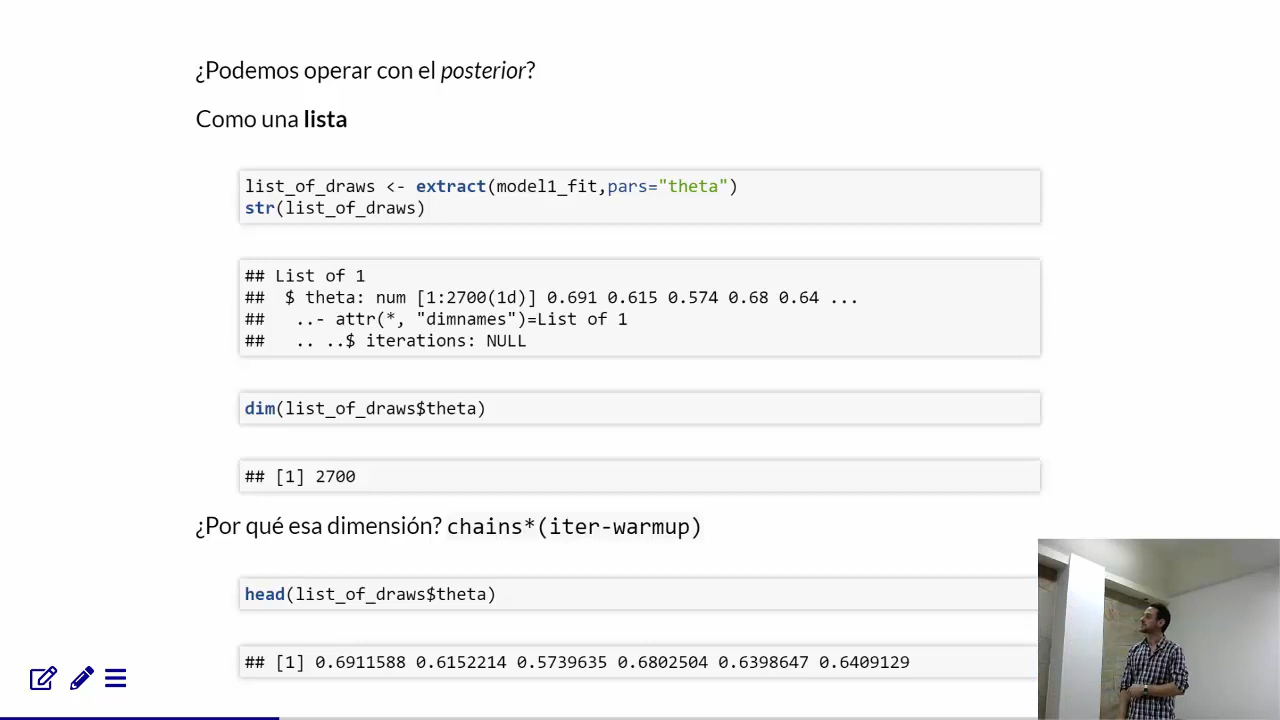 ¿Podemos operar con el posterior?
Como una lista
list_of_draws <- extract(model1_fit,pars="theta")
str(list_of_draws)
## List of 1
##  $ theta: num [1:2700(1d)] 0.691 0.615 0.574 0.68 0.64 ...
##   ..- attr(*, "dimnames")=List of 1
##   .. ..$ iterations: NULL
dim(list_of_draws$theta)
## [1] 2700
¿Por qué esa dimensión? chains*(iter-warmup)
head(list_of_draws$theta)
## [1] 0.6911588 0.6152214 0.5739635 0.6802504 0.6398647 0.6409129